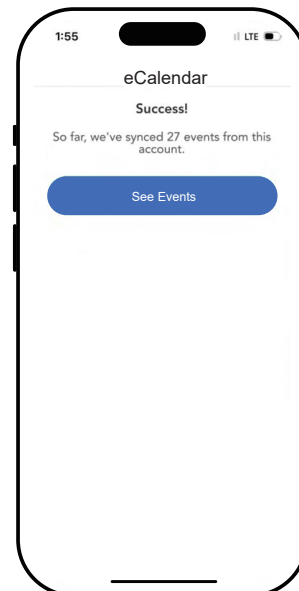 1:55 LTE
eCalendar
Success!
So far, we've synced 27 events from this
account.
See Events